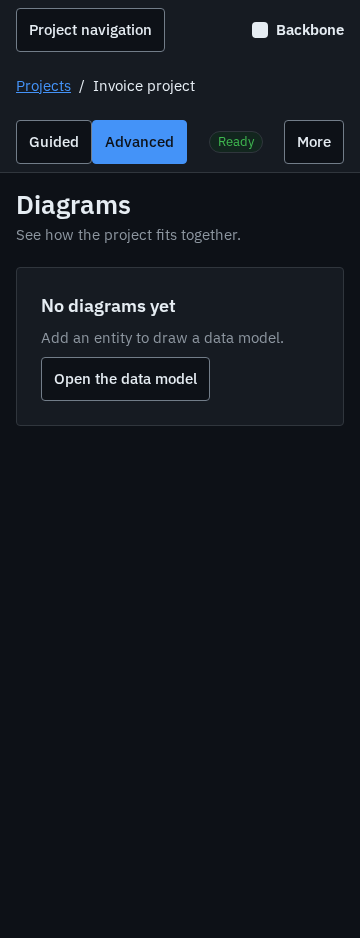 Project navigation
Backbone
Projects / Invoice project
Guided
Advanced
Ready
More
Diagrams
See how the project fits together.
No diagrams yet
Add an entity to draw a data model.
Open the data model